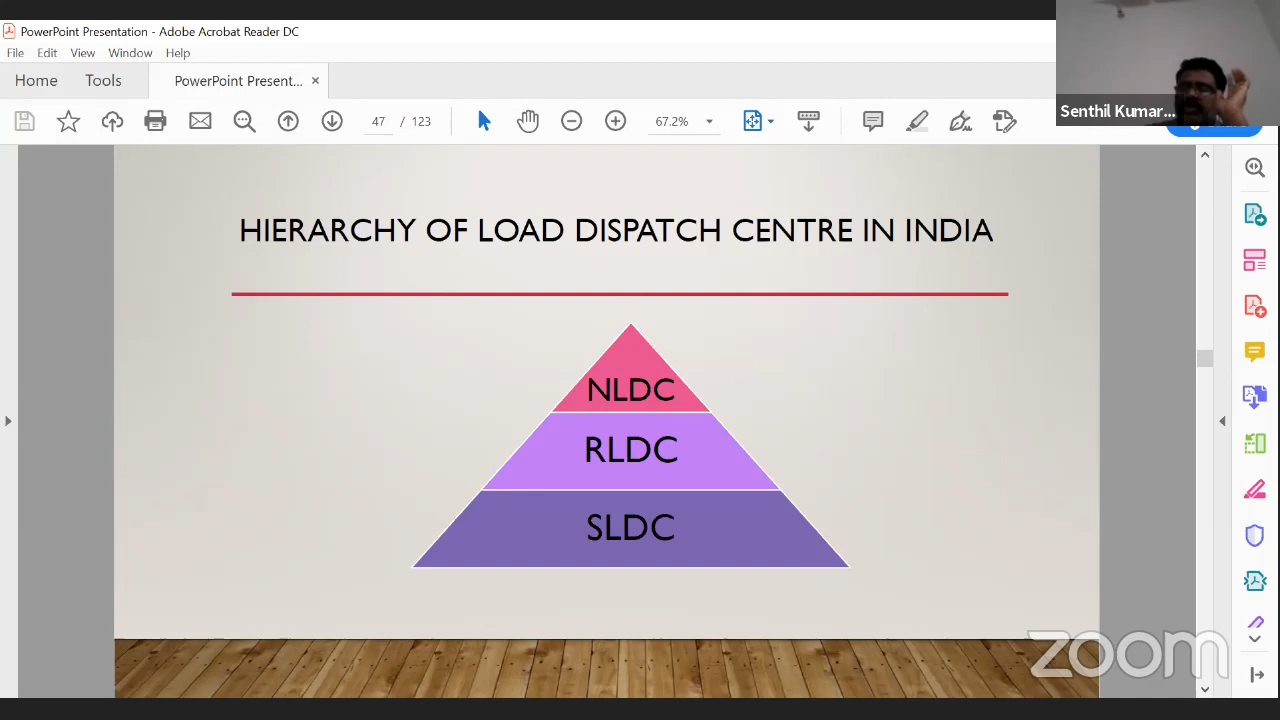 PowerPoint Presentation - Adobe Acrobat Reader DC
File Edit View Window Help
Home Tools PowerPoint Present... ×
47 / 123 67.2%
Senthil Kumar...
HIERARCHY OF LOAD DISPATCH CENTRE IN INDIA
NLDC
RLDC
SLDC
zoom